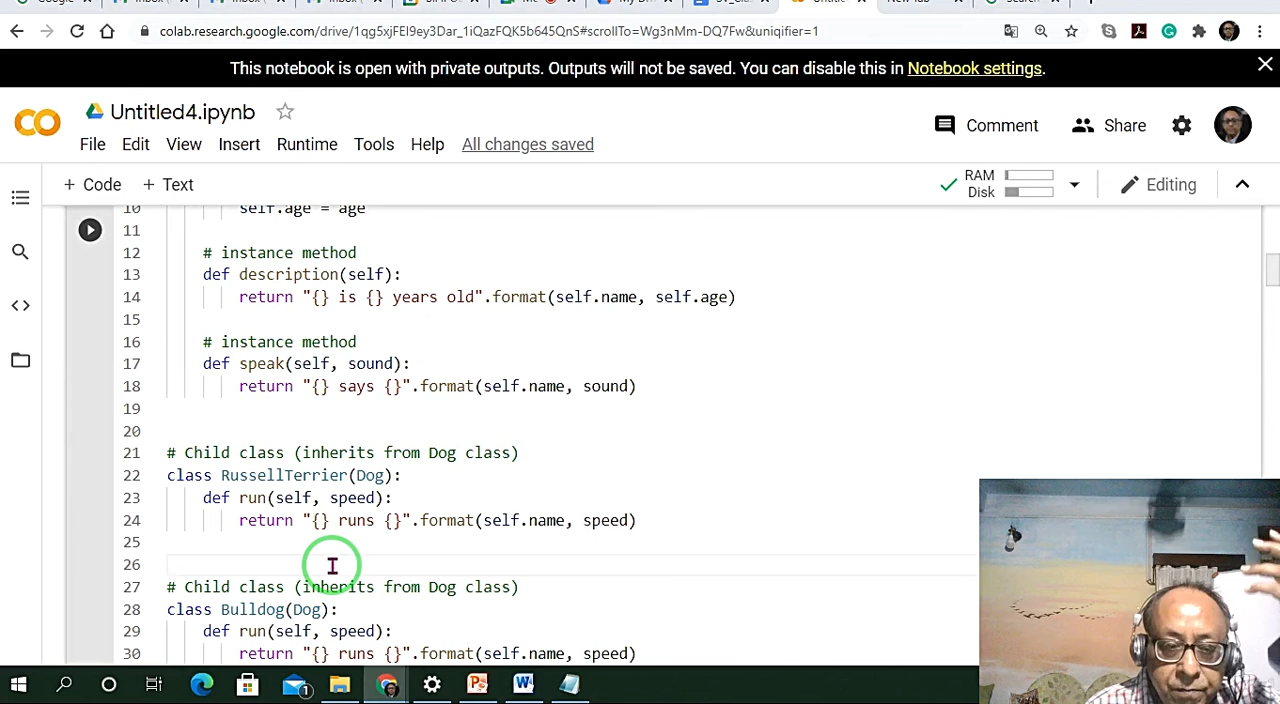 colab.research.google.com/drive/1qg5xjFEI9ey3zar_1iQazFQK5b645QnS#scrollTo=Wg3nMm-DQ7Fw&uniqifier=1
This notebook is open with private outputs. Outputs will not be saved. You can disable this in Notebook settings.
Untitled4.ipynb
Comment Share
File Edit View Insert Runtime Tools Help All changes saved
+ Code + Text
RAM
Disk
Editing
10 self.age = age
11
12 # instance method
13 def description(self):
14 return "{} is {} years old".format(self.name, self.age)
15
16 # instance method
17 def speak(self, sound):
18 return "{} says {}".format(self.name, sound)
19
20
21 # Child class (inherits from Dog class)
22 class RussellTerrier(Dog):
23 def run(self, speed):
24 return "{} runs {}".format(self.name, speed)
25
26
27 # Child class (inherits from Dog class)
28 class Bulldog(Dog):
29 def run(self, speed):
30 return "{} runs {}".format(self.name, speed)